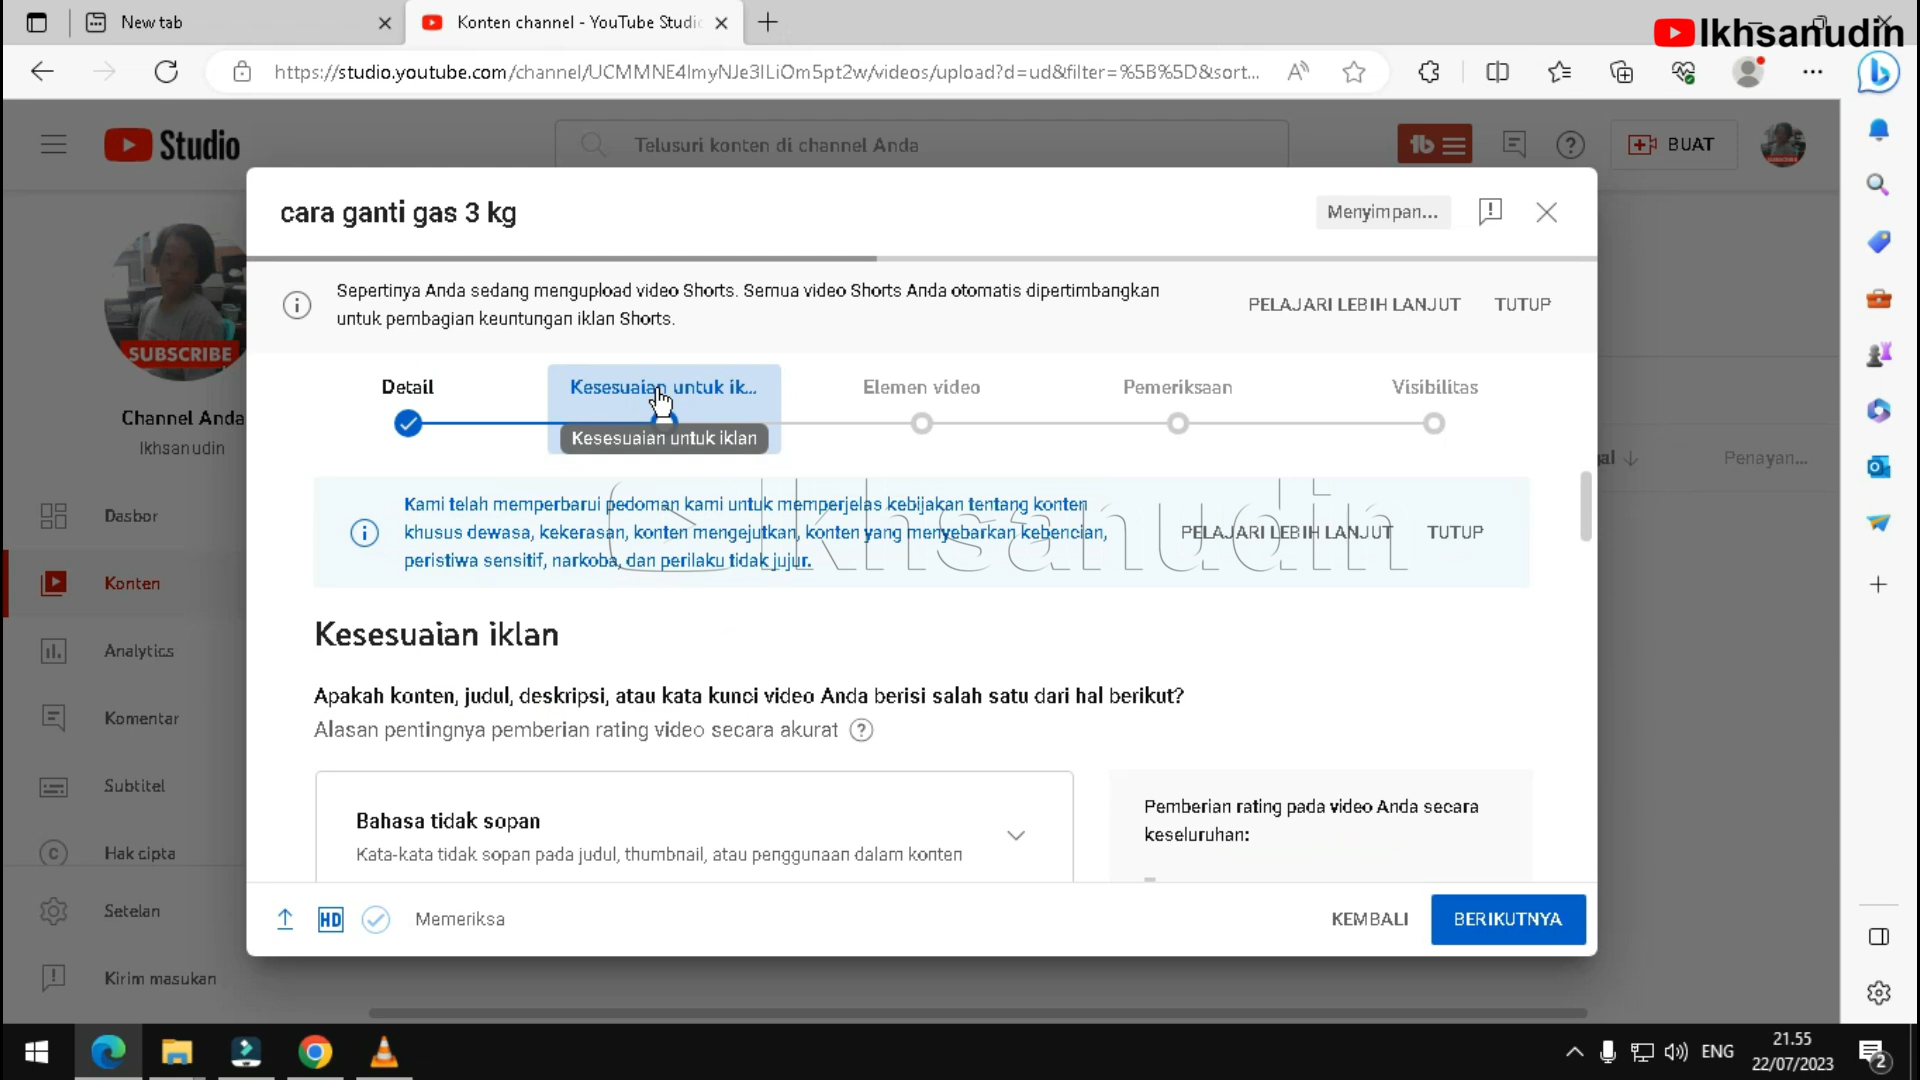 New tab
Konten channel - YouTube Studi
Ikhsanudin
https://studio.youtube.com/channel/UCMMNE4ImyNJe3ILiOm5pt2w/videos/upload?d=ud&filter=%5B%5D&sort...
Studio
Telusuri konten di channel Anda
BUAT
cara ganti gas 3 kg
Menyimpan...
Sepertinya Anda sedang mengupload video Shorts. Semua video Shorts Anda otomatis dipertimbangkan
untuk pembagian keuntungan iklan Shorts.
PELAJARI LEBIH LANJUT
TUTUP
SUBSCRIBE
Channel Anda
Ikhsanudin
Detail
Kesesuaian untuk ik...
Elemen video
Pemeriksaan
Visibilitas
Kesesuaian untuk iklan
Penayan...
Kami telah memperbarui pedoman kami untuk memperjelas kebijakan tentang konten
khusus dewasa, kekerasan, konten mengejutkan, konten yang menyebarkan kebencian,
peristiwa sensitif, narkoba, dan perilaku tidak jujur.
PELAJARI LEBIH LANJUT
TUTUP
Ikhsanudin
Dasbor
Konten
Analytics
Komentar
Subtitel
Hak cipta
Setelan
Kirim masukan
Kesesuaian iklan
Apakah konten, judul, deskripsi, atau kata kunci video Anda berisi salah satu dari hal berikut?
Alasan pentingnya pemberian rating video secara akurat
Bahasa tidak sopan
Kata-kata tidak sopan pada judul, thumbnail, atau penggunaan dalam konten
Pemberian rating pada video Anda secara
keseluruhan:
HD
Memeriksa
KEMBALI
BERIKUTNYA
ENG
21.55
22/07/2023
2